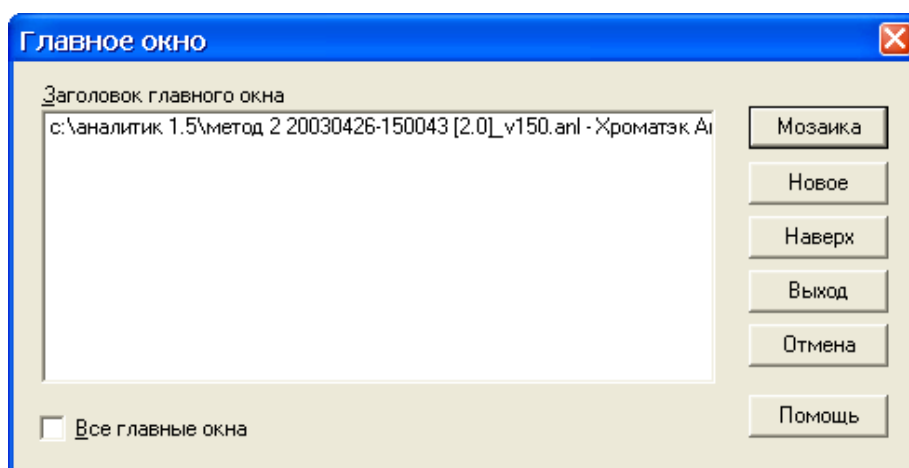 Главное окно
Заголовок главного окна
с:\аналитик 1.5\метод 2 20030426-150043 [2.0]_v150.anl - Хроматэк Ан
Мозаика
Новое
Наверх
Выход
Отмена
Все главные окна
Помощь